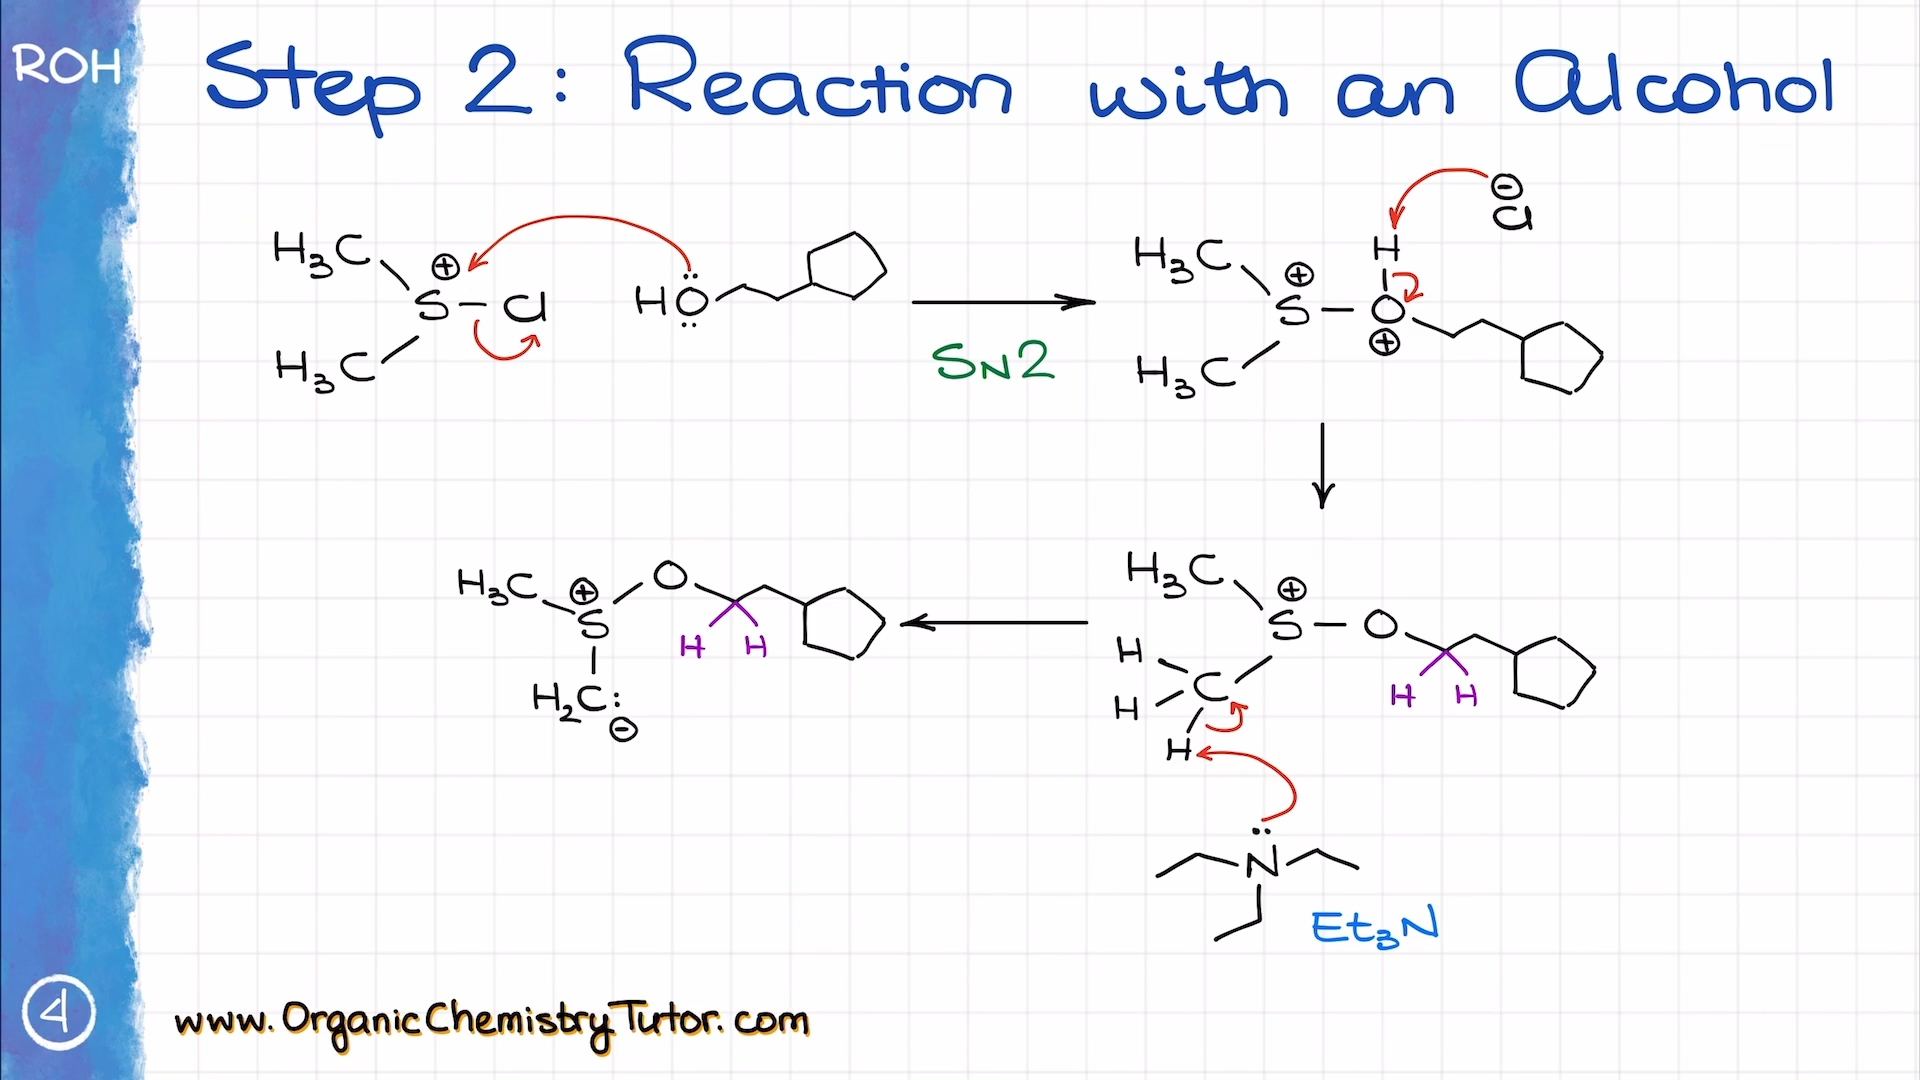 ROH
Step 2: Reaction with an Alcohol
H₃C
⊕
S – Cl
H₃C
HÖ
SN2
H₃C
⊕
S – O
H
⊕
H₃C
⊖
Cl
H₃C
⊕
S
O
H H
H₂C:
⊖
H₃C
⊕
S – O
H
H
C
H
H H
N
Et₃N
4
www.OrganicChemistryTutor.com